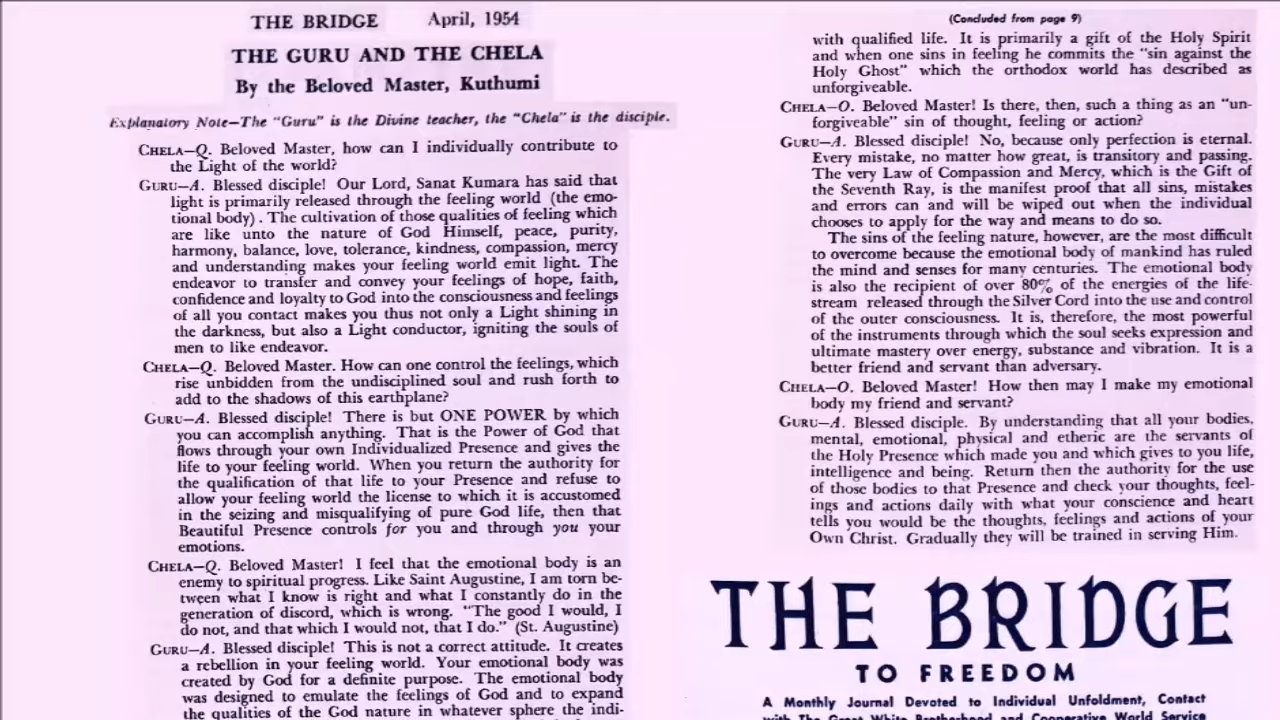 THE BRIDGE April, 1954
THE GURU AND THE CHELA
By the Beloved Master, Kuthumi
Explanatory Note—The "Guru" is the Divine teacher, the "Chela" is the disciple.
CHELA—Q. Beloved Master, how can I individually contribute to
the Light of the world?
GURU—A. Blessed disciple! Our Lord, Sanat Kumara has said that
light is primarily released through the feeling world (the emo-
tional body). The cultivation of those qualities of feeling which
are like unto the nature of God Himself, peace, purity,
harmony, balance, love, tolerance, kindness, compassion, mercy
and understanding makes your feeling world emit light. The
endeavor to transfer and convey your feelings of hope, faith,
confidence and loyalty to God into the consciousness and feelings
of all you contact makes you thus not only a Light shining in
the darkness, but also a Light conductor, igniting the souls of
men to like endeavor.
CHELA—Q. Beloved Master. How can one control the feelings, which
rise unbidden from the undisciplined soul and rush forth to
add to the shadows of this earthplane?
GURU—A. Blessed disciple! There is but ONE POWER by which
you can accomplish anything. That is the Power of God that
flows through your own Individualized Presence and gives the
life to your feeling world. When you return the authority for
the qualification of that life to your Presence and refuse to
allow your feeling world the license to which it is accustomed
in the seizing and misqualifying of pure God life, then that
Beautiful Presence controls for you and through you your
emotions.
CHELA—Q. Beloved Master! I feel that the emotional body is an
enemy to spiritual progress. Like Saint Augustine, I am torn be-
tween what I know is right and what I constantly do in the
generation of discord, which is wrong. "The good I would, I
do not, and that which I would not, that I do." (St. Augustine)
GURU—A. Blessed disciple! This is not a correct attitude. It creates
a rebellion in your feeling world. Your emotional body was
created by God for a definite purpose. The emotional body
was designed to emulate the feelings of God and to expand
the qualities of the God nature in whatever sphere the indi-
(Concluded from page 9)
with qualified life. It is primarily a gift of the Holy Spirit
and when one sins in feeling he commits the "sin against the
Holy Ghost" which the orthodox world has described as
unforgiveable.
CHELA—O. Beloved Master! Is there, then, such a thing as an "un-
forgiveable" sin of thought, feeling or action?
GURU—A. Blessed disciple! No, because only perfection is eternal.
Every mistake, no matter how great, is transitory and passing.
The very Law of Compassion and Mercy, which is the Gift of
the Seventh Ray, is the manifest proof that all sins, mistakes
and errors can and will be wiped out when the individual
chooses to apply for the way and means to do so.
The sins of the feeling nature, however, are the most difficult
to overcome because the emotional body of mankind has ruled
the mind and senses for many centuries. The emotional body
is also the recipient of over 80% of the energies of the life-
stream released through the Silver Cord into the use and control
of the outer consciousness. It is, therefore, the most powerful
of the instruments through which the soul seeks expression and
ultimate mastery over energy, substance and vibration. It is a
better friend and servant than adversary.
CHELA—O. Beloved Master! How then may I make my emotional
body my friend and servant?
GURU—A. Blessed disciple. By understanding that all your bodies,
mental, emotional, physical and etheric are the servants of
the Holy Presence which made you and which gives to you life,
intelligence and being. Return then the authority for the use
of those bodies to that Presence and check your thoughts, feel-
ings and actions daily with what your conscience and heart
tells you would be the thoughts, feelings and actions of your
Own Christ. Gradually they will be trained in serving Him.
THE BRIDGE
TO FREEDOM
A Monthly Journal Devoted to Individual Unfoldment, Contact
with The Great White Brotherhood and Cooperative World Service